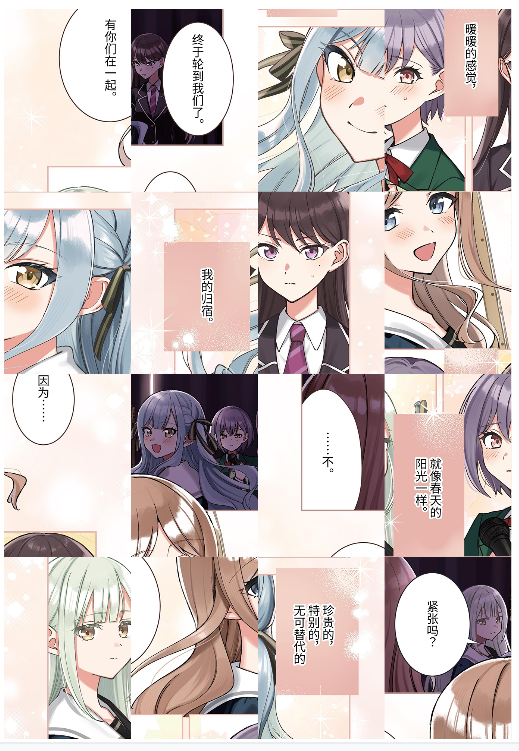 有你们在一起。
终于轮到我们了。
暖暖的感觉，
我的归宿。
因为……
……不。
就像春天的
阳光一样。
珍贵的，
特别的，
无可替代的
紧张吗？